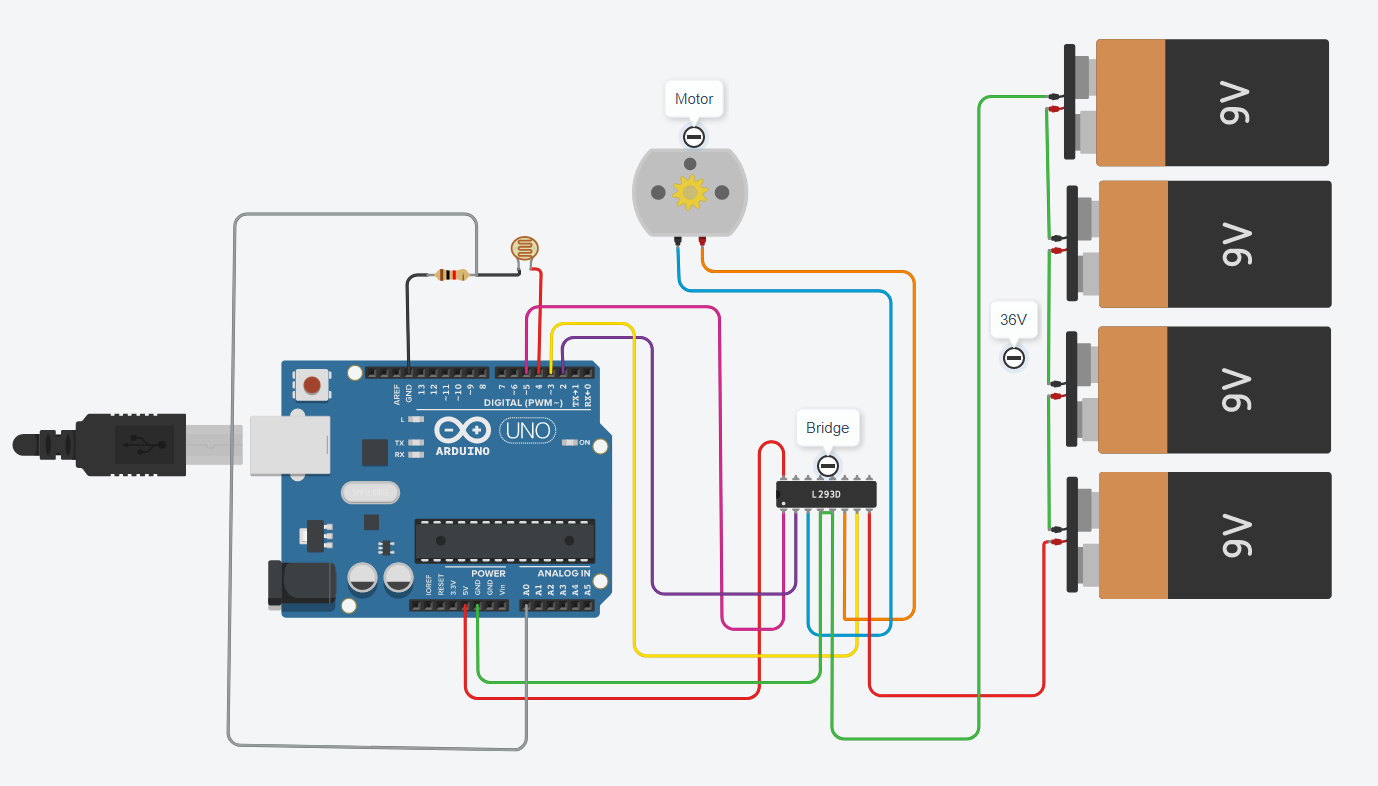 Motor
9V
9V
36V
9V
9V
Bridge
L293D
AREF
GND
13
12
~11
~10
~9
8
7
~6
~5
4
~3
2
TX→1
RX←0
DIGITAL (PWM~)
L
TX
RX
ARDUINO
UNO
ON
POWER
ANALOG IN
IOREF
RESET
3.3V
5V
GND
GND
Vin
A0
A1
A2
A3
A4
A5